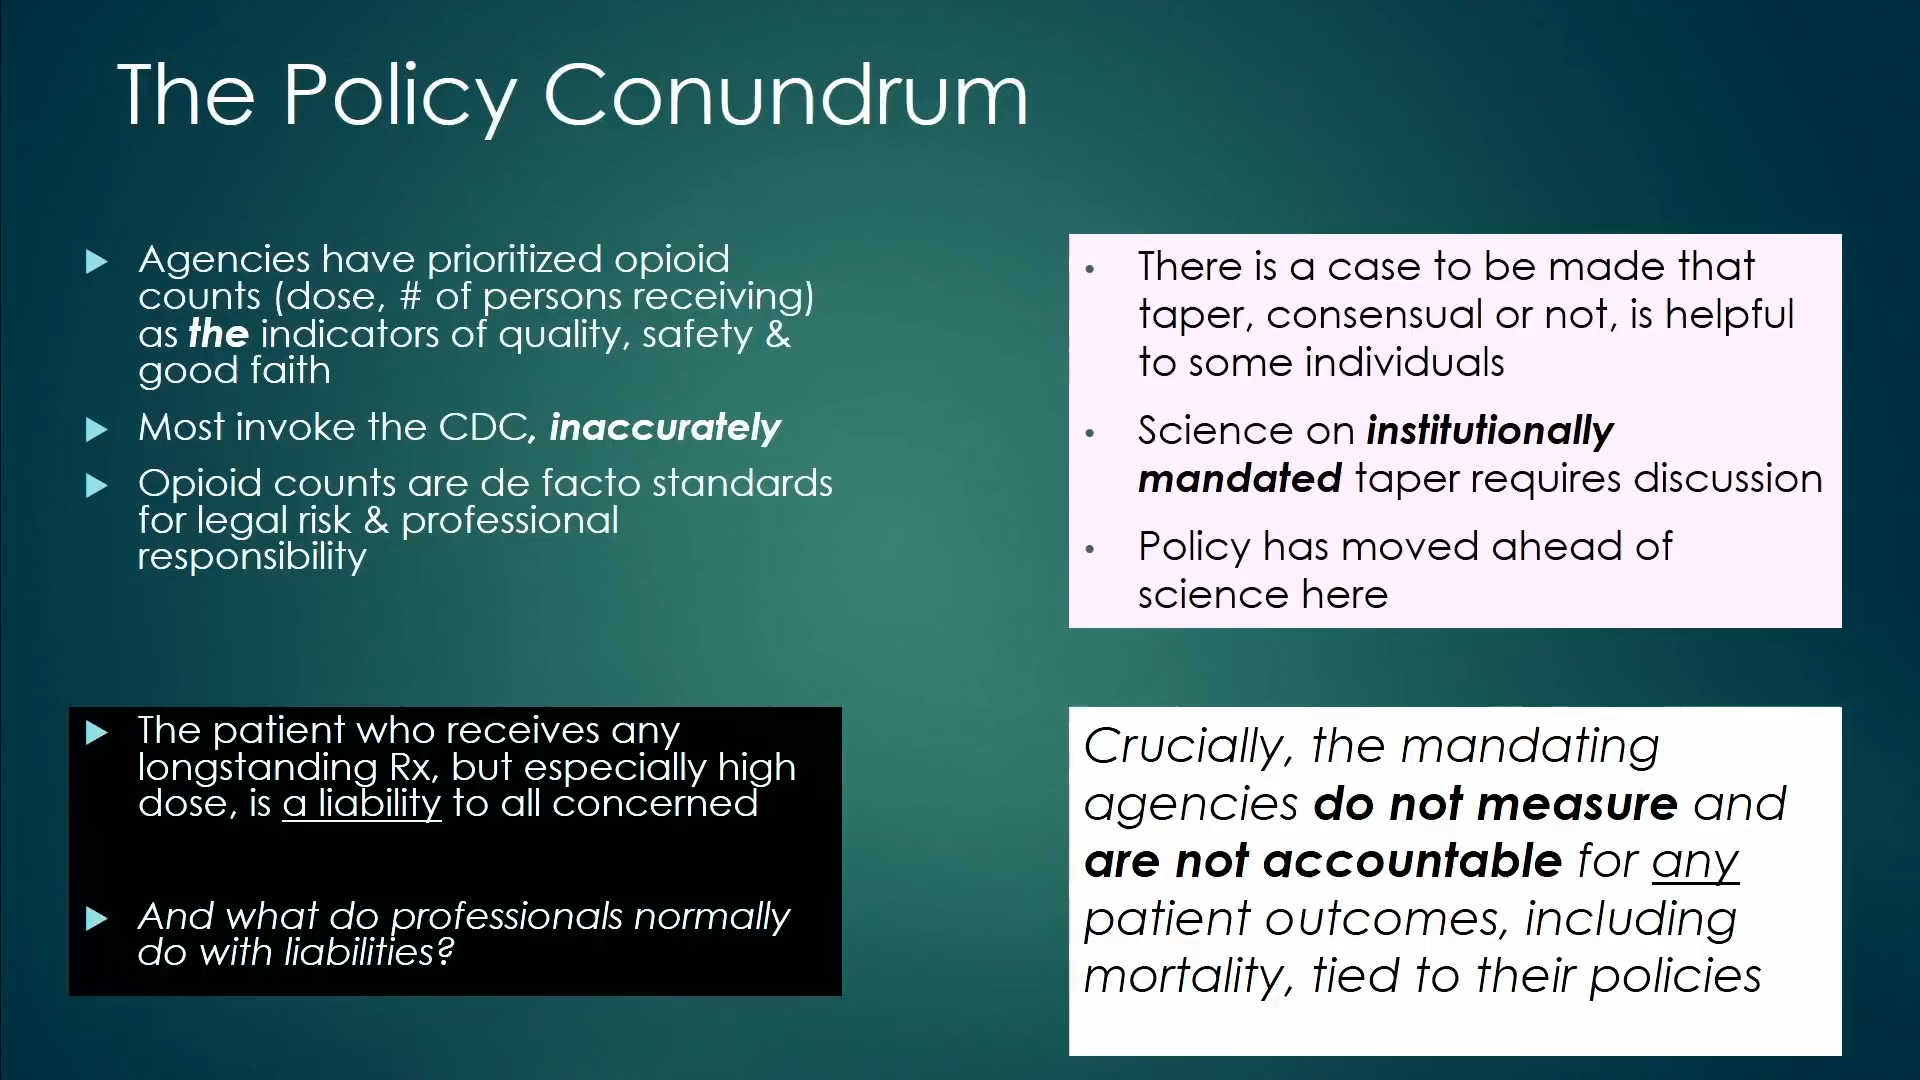 The Policy Conundrum
Agencies have prioritized opioid
counts (dose, # of persons receiving)
as the indicators of quality, safety &
good faith
Most invoke the CDC, inaccurately
Opioid counts are de facto standards
for legal risk & professional
responsibility
The patient who receives any
longstanding Rx, but especially high
dose, is a liability to all concerned
And what do professionals normally
do with liabilities?
There is a case to be made that
taper, consensual or not, is helpful
to some individuals
Science on institutionally
mandated taper requires discussion
Policy has moved ahead of
science here
Crucially, the mandating
agencies do not measure and
are not accountable for any
patient outcomes, including
mortality, tied to their policies